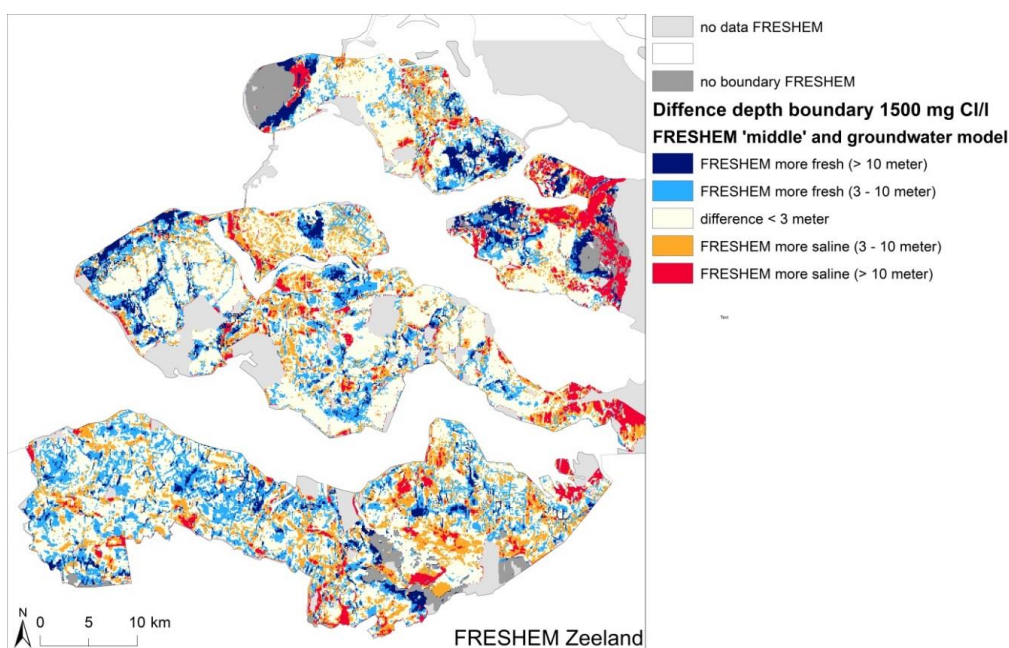 no data FRESHEM
no boundary FRESHEM
Diffence depth boundary 1500 mg Cl/l
FRESHEM 'middle' and groundwater model
FRESHEM more fresh (> 10 meter)
FRESHEM more fresh (3 - 10 meter)
difference < 3 meter
FRESHEM more saline (3 - 10 meter)
FRESHEM more saline (> 10 meter)
Text
N
0 5 10 km
FRESHEM Zeeland